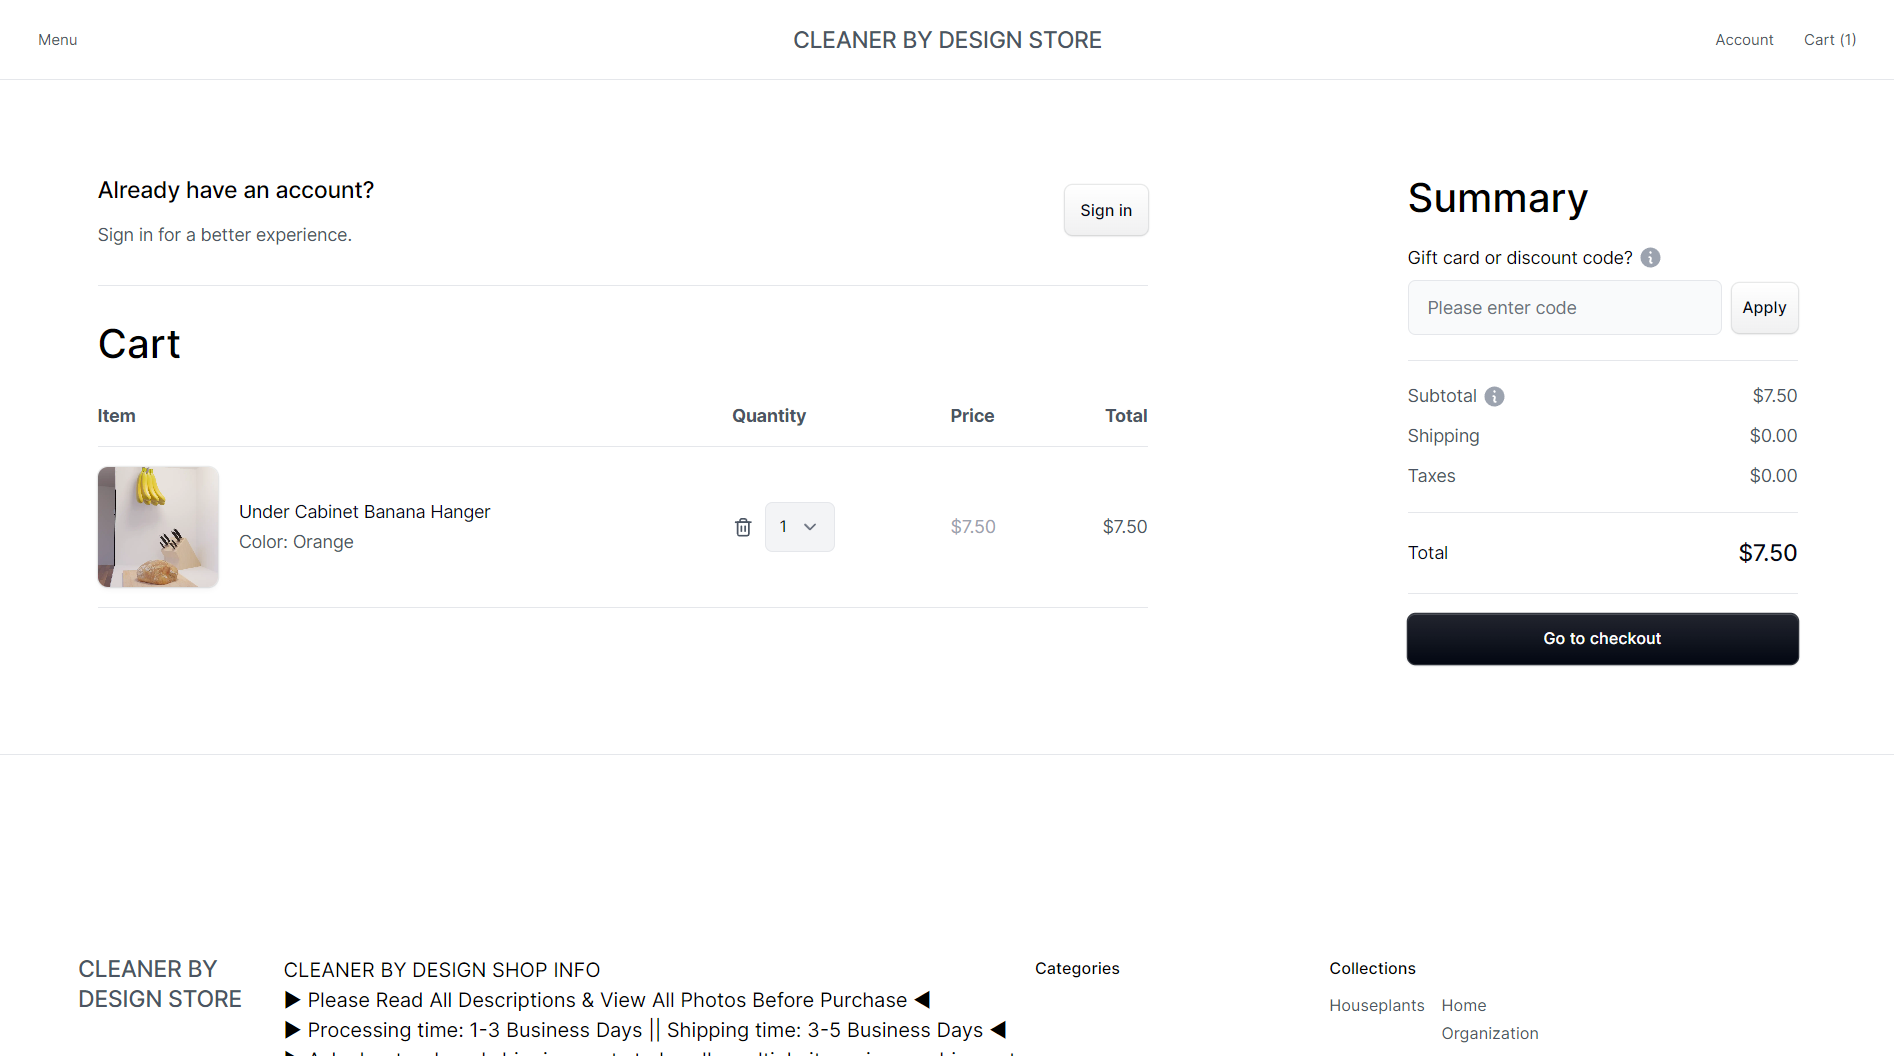 Menu
CLEANER BY DESIGN STORE
Account
Cart (1)
Already have an account?
Sign in for a better experience.
Sign in
Cart
Item
Quantity
Price
Total
Under Cabinet Banana Hanger
Color: Orange
1
$7.50
$7.50
Summary
Gift card or discount code?
Please enter code
Apply
Subtotal
$7.50
Shipping
$0.00
Taxes
$0.00
Total
$7.50
Go to checkout
CLEANER BY
DESIGN STORE
CLEANER BY DESIGN SHOP INFO
▶ Please Read All Descriptions & View All Photos Before Purchase ◀
▶ Processing time: 1-3 Business Days || Shipping time: 3-5 Business Days ◀
Categories
Collections
Houseplants
Home
Organization